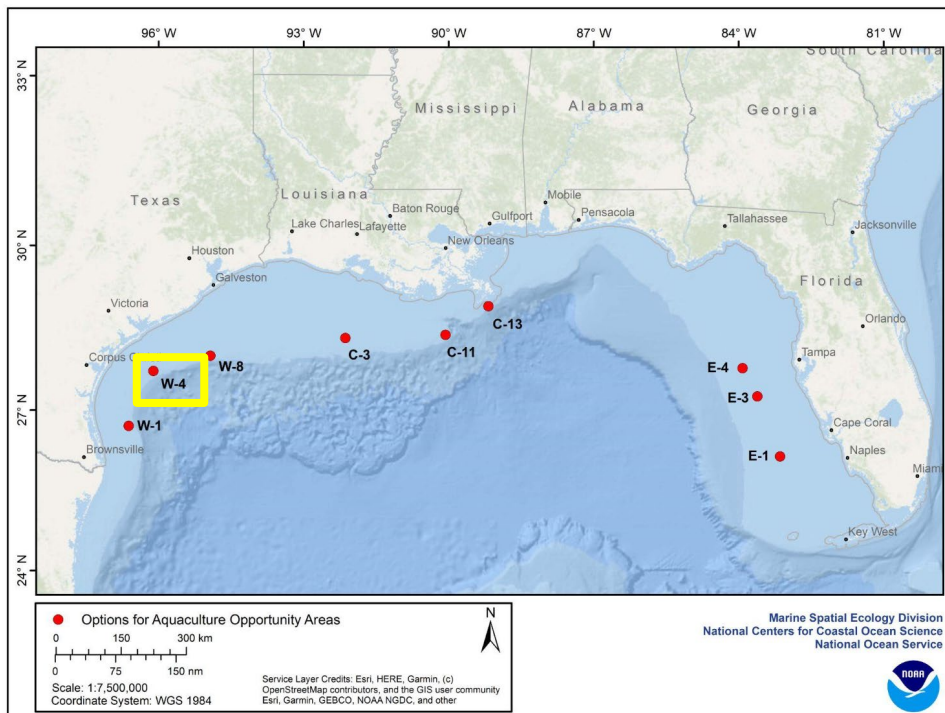 96° W 93° W 90° W 87° W 84° W 81° W
33° N
South Carolina
Mississippi
Alabama
Georgia
Texas
Louisiana
Mobile
Baton Rouge
Gulfport
Pensacola
Tallahassee
Lake Charles
Lafayette
Jacksonville
30° N
New Orleans
Houston
Galveston
Florida
Victoria
Orlando
C-13
C-3
C-11
Corpus C
W-8
Tampa
E-4
W-4
27° N
E-3
W-1
Cape Coral
Brownsville
E-1
Naples
Miami
Key West
24° N
Options for Aquaculture Opportunity Areas
0 150 300 km
0 75 150 nm
Scale: 1:7,500,000
Coordinate System: WGS 1984
N
Service Layer Credits: Esri, HERE, Garmin, (c)
OpenStreetMap contributors, and the GIS user community
Esri, Garmin, GEBCO, NOAA NGDC, and other
Marine Spatial Ecology Division
National Centers for Coastal Ocean Science
National Ocean Service
NOAA